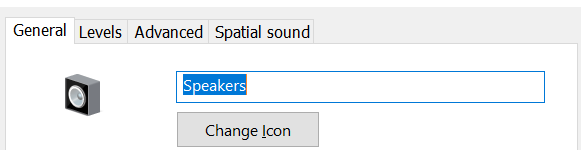 General Levels Advanced Spatial sound
Speakers
Change Icon